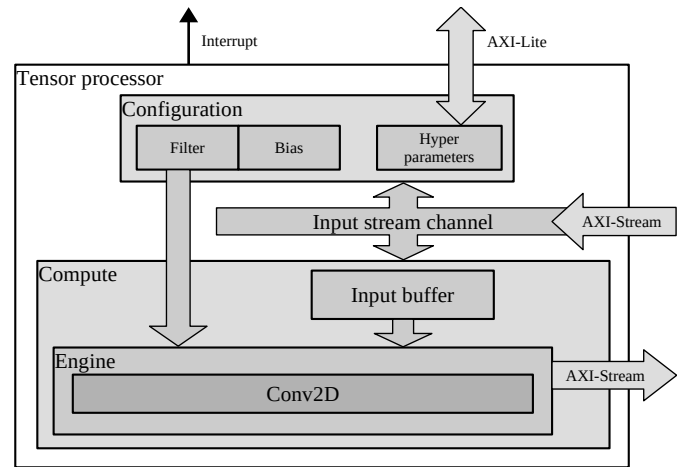 Interrupt
AXI-Lite
Tensor processor
Configuration
Filter
Bias
Hyper
parameters
Input stream channel
AXI-Stream
Compute
Input buffer
Engine
AXI-Stream
Conv2D